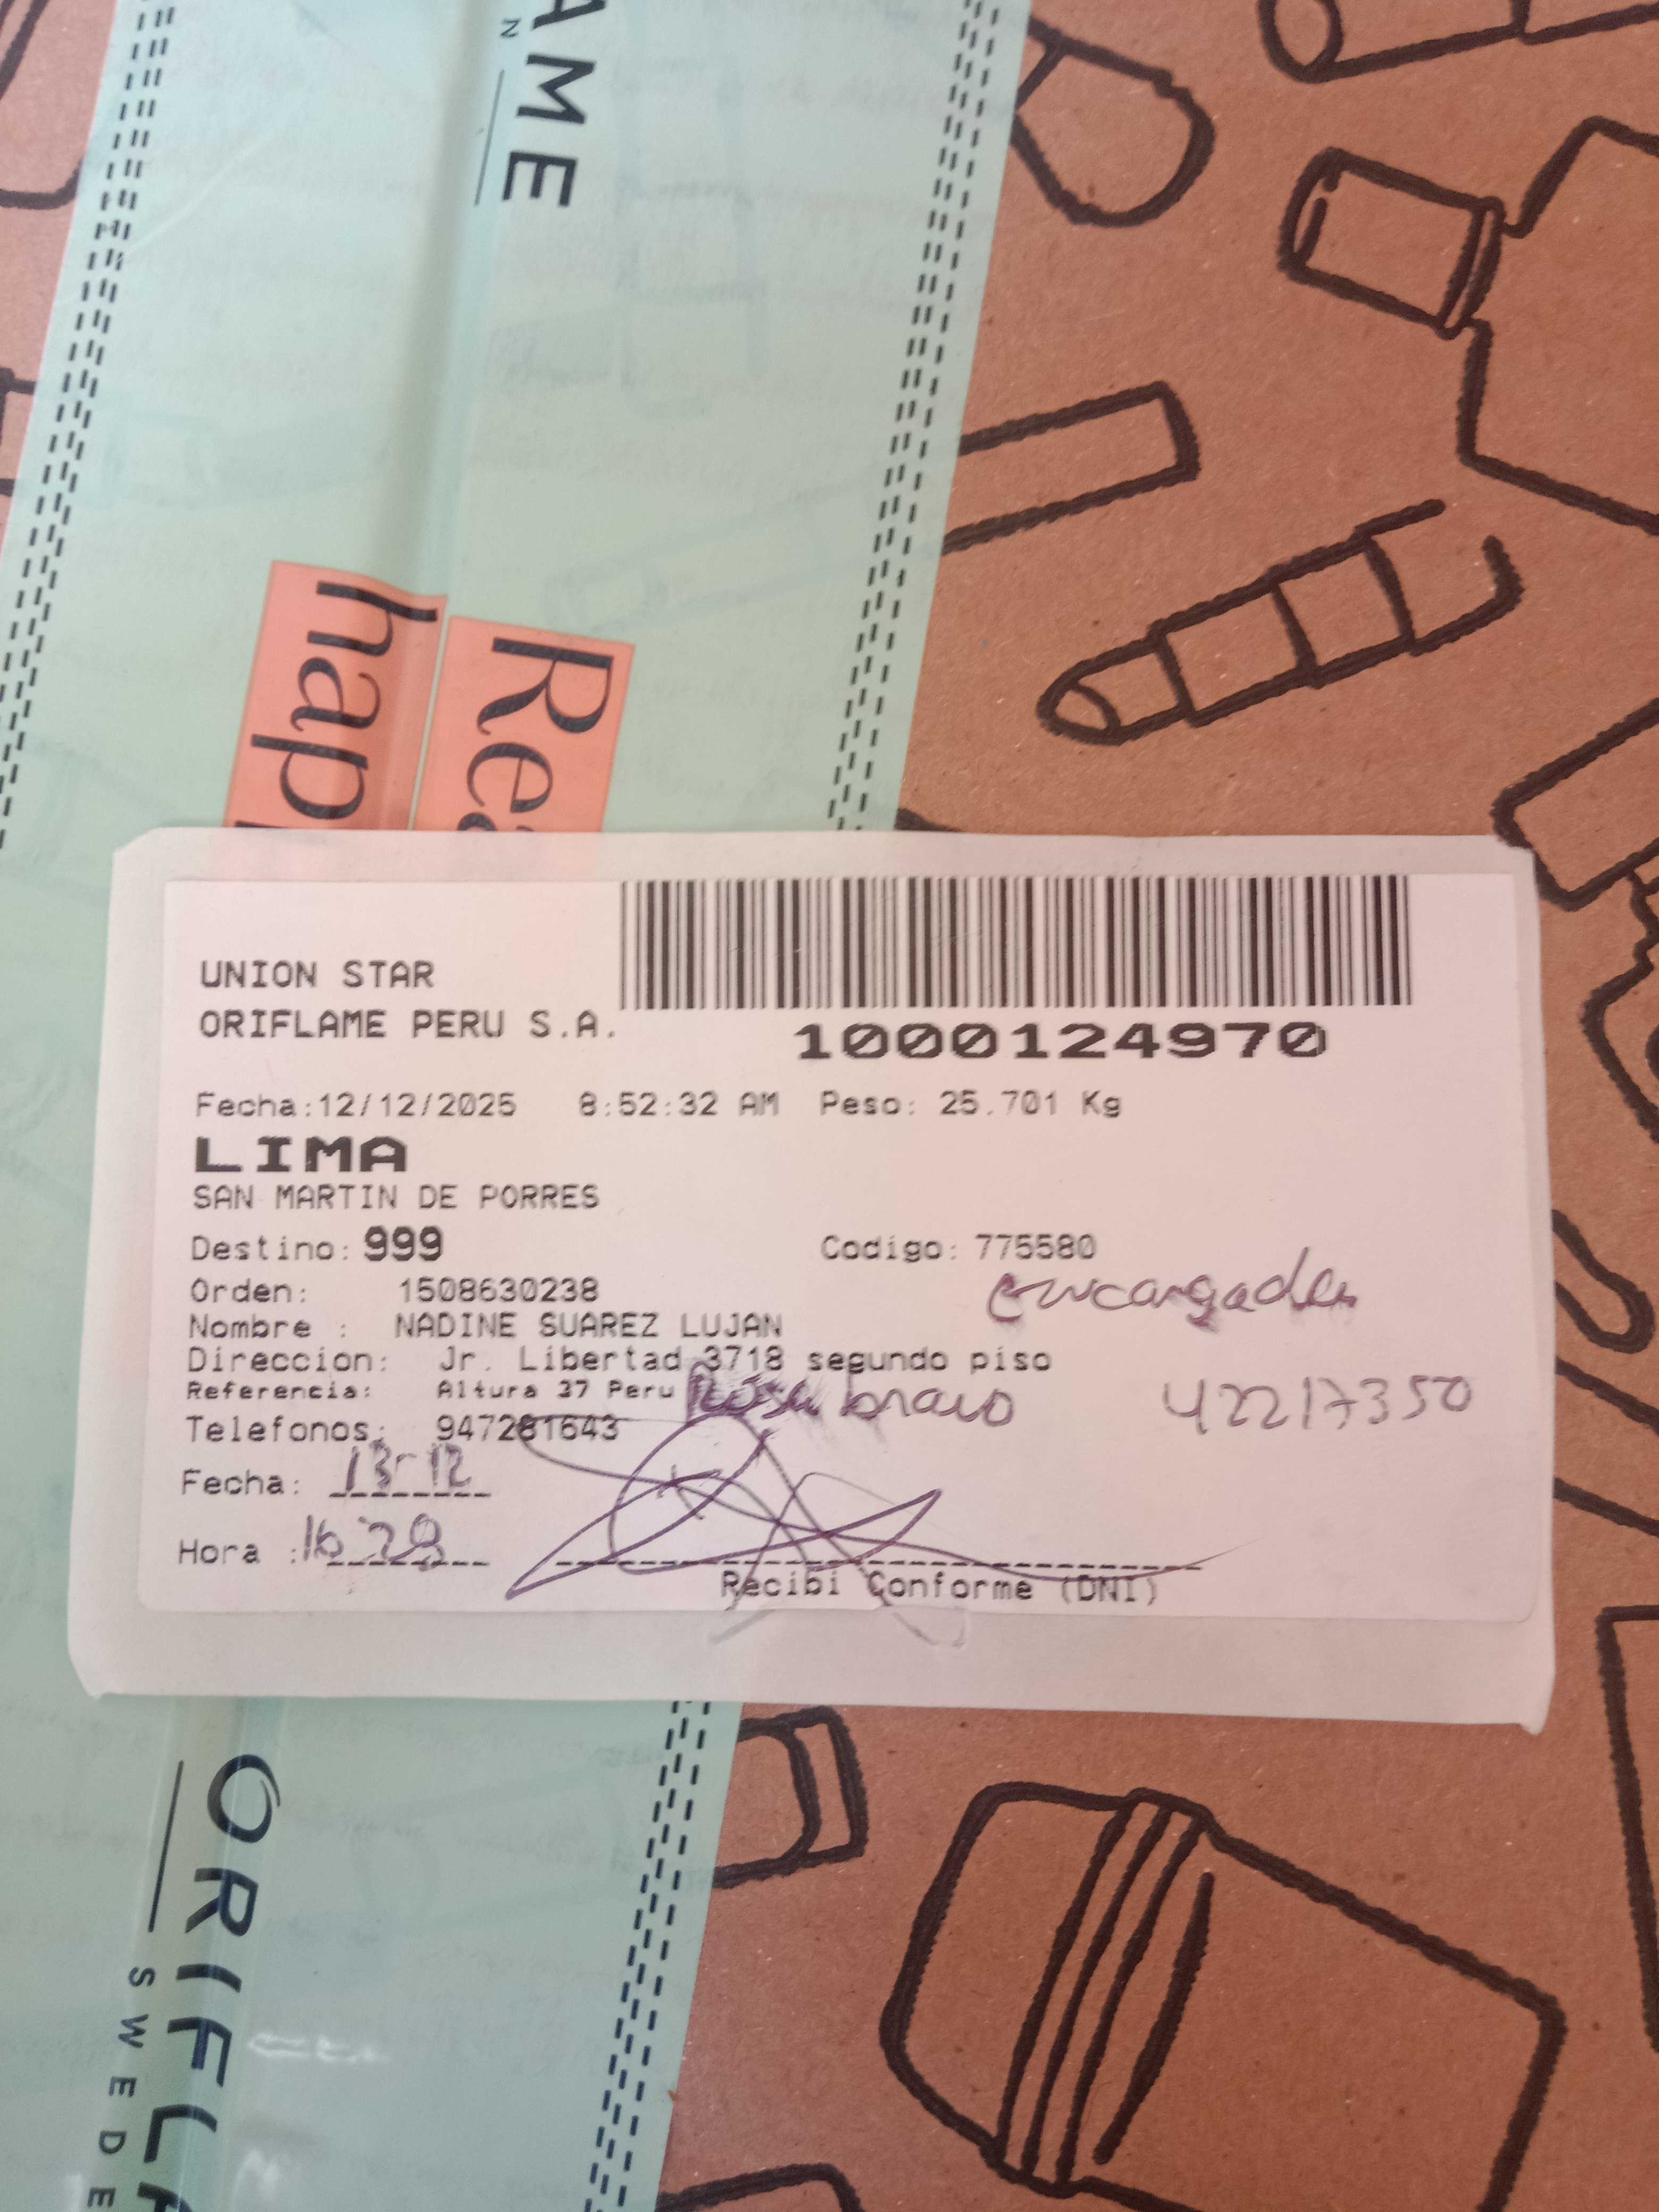 AME
N
hap
Rea
UNION STAR
ORIFLAME PERU S.A.
1000124970
Fecha:12/12/2025 8:52:32 AM Peso: 25.701 Kg
LIMA
SAN MARTIN DE PORRES
Destino: 999 Codigo: 775580
encargada
Orden: 1508630238
Nombre : NADINE SUAREZ LUJAN
Direccion: Jr. Libertad 3718 segundo piso
Referencia: Altura 37 Peru
Rosa bravo 42217350
Telefonos: 947281643
Fecha: 13-12
Hora : 16 28
Recibi Conforme (DNI)
ORIFLA
SWEDE